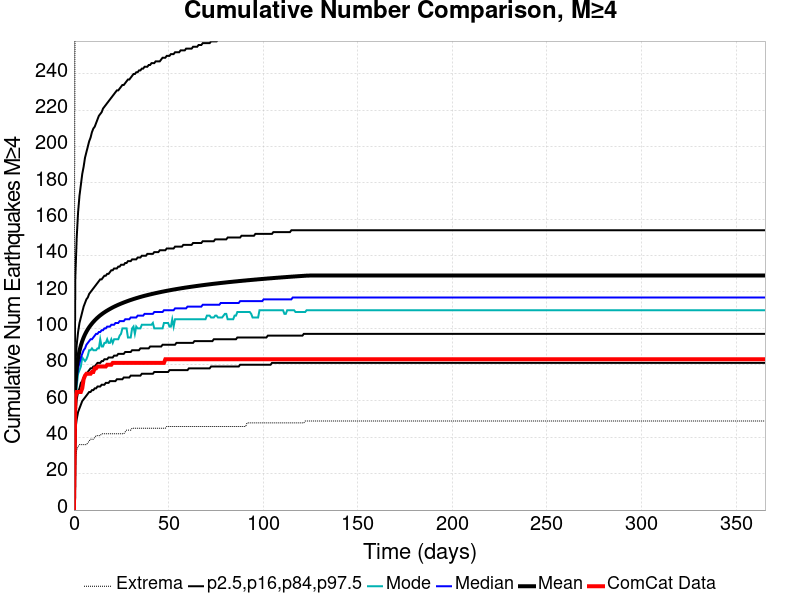 Cumulative Number Comparison, M≥4
Cumulative Num Earthquakes M≥4
240
220
200
180
160
140
120
100
80
60
40
20
0
0 50 100 150 200 250 300 350
Time (days)
Extrema p2.5,p16,p84,p97.5 Mode Median Mean ComCat Data